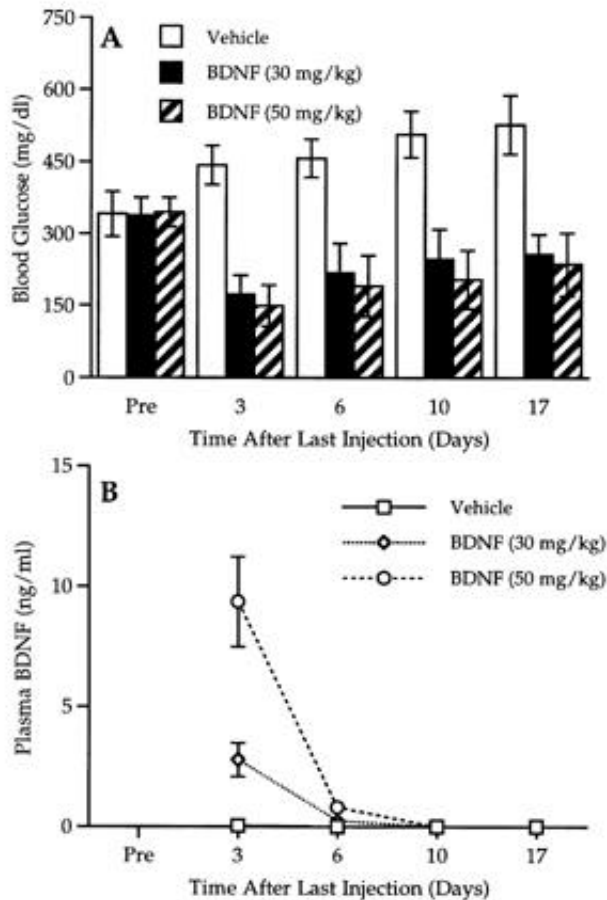 750
A
Vehicle
600
BDNF (30 mg/kg)
BDNF (50 mg/kg)
450
300
150
0
Blood Glucose (mg/dl)
Pre 3 6 10 17
Time After Last Injection (Days)
15
B
Vehicle
BDNF (30 mg/kg)
10
BDNF (50 mg/kg)
5
0
Plasma BDNF (ng/ml)
Pre 3 6 10 17
Time After Last Injection (Days)